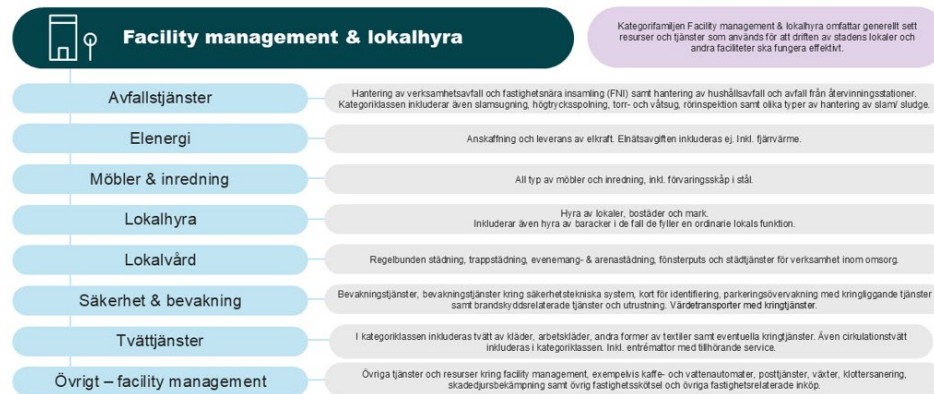 Facility management & lokalhyra
Kategorifamiljen Facility management & lokalhyra omfattar generellt sett
resurser och tjänster som används för att driften av stadens lokaler och
andra faciliteter ska fungera effektivt.
Avfallstjänster
Hantering av verksamhetsavfall och fastighetsnära insamling (FNI) samt hantering av hushållsavfall och avfall från återvinningsstationer.
Kategoriklassen inkluderar även slamsugning, högtrycksspolning, torr- och våtsug, rörinspektion samt olika typer av hantering av slam/ sludge.
Elenergi
Anskaffning och leverans av elkraft. Elnätsavgiften inkluderas ej. Inkl. fjärrvärme.
Möbler & inredning
All typ av möbler och inredning, inkl. förvaringsskåp i stål.
Lokalhyra
Hyra av lokaler, bostäder och mark.
Inkluderar även hyra av baracker i de fall de fyller en ordinarie lokals funktion.
Lokalvård
Regelbunden städning, trappstädning, evenemang- & arenastädning, fönsterputs och städtjänster för verksamhet inom omsorg.
Säkerhet & bevakning
Bevakningstjänster, bevakningstjänster kring säkerhetstekniska system, kort för identifiering, parkeringsövervakning med kringliggande tjänster
samt brandskyddsrelaterade tjänster och utrustning. Värdetransporter med kringtjänster.
Tvättjänster
I kategoriklassen inkluderas tvätt av kläder, arbetskläder, andra former av textiler samt eventuella kringtjänster. Även cirkulationstvätt
inkluderas i kategoriklassen. Inkl. entrémattor med tillhörande service.
Övrigt – facility management
Övriga tjänster och resurser kring facility management, exempelvis kaffe- och vattenautomater, posttjänster, växter, klottersanering,
skadedjursbekämpning samt övrig fastighetsskötsel och övriga fastighetsrelaterade inköp.